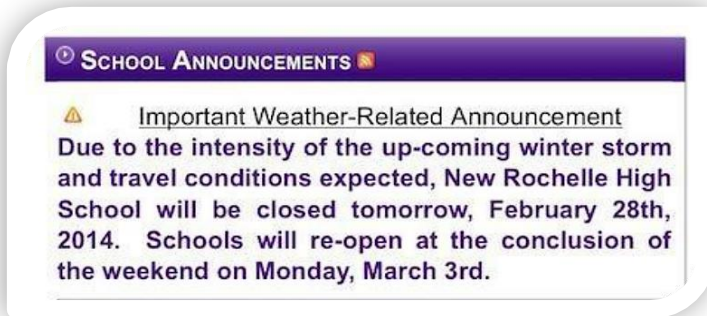 SCHOOL ANNOUNCEMENTS
Important Weather-Related Announcement
Due to the intensity of the up-coming winter storm
and travel conditions expected, New Rochelle High
School will be closed tomorrow, February 28th,
2014. Schools will re-open at the conclusion of
the weekend on Monday, March 3rd.